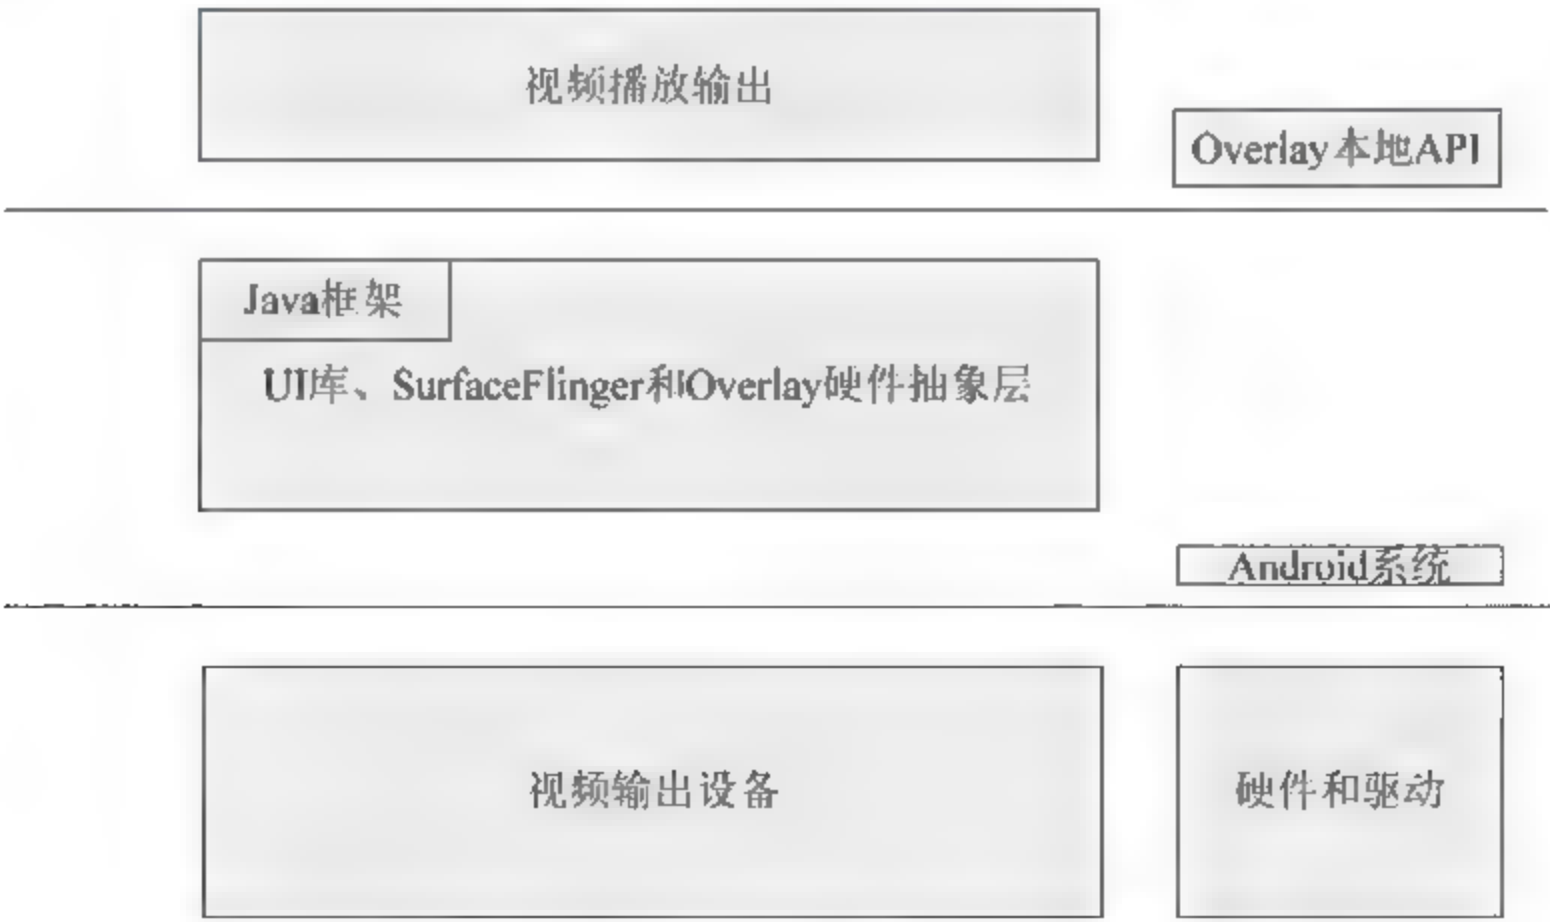 视频播放输出
Overlay本地API
Java框架
UI库、SurfaceFlinger和Overlay硬件抽象层
Android系统
视频输出设备
硬件和驱动